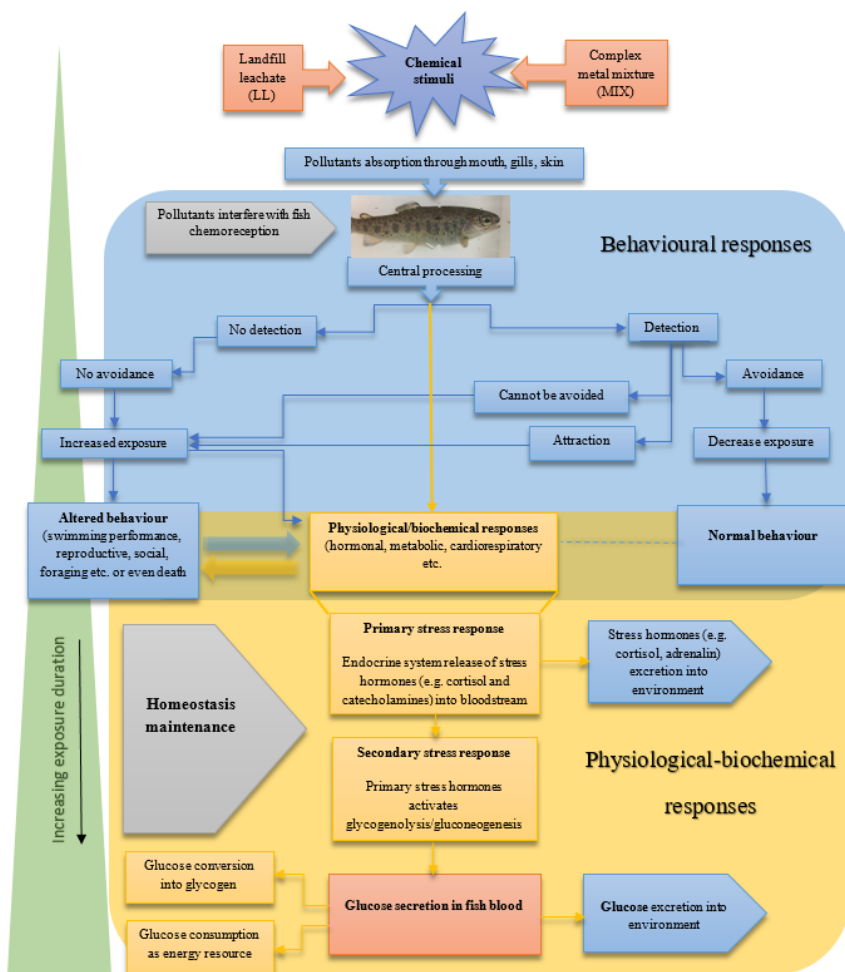 Landfill
leachate
(LL)
Chemical
stimuli
Complex
metal mixture
(MIX)
Pollutants absorption through mouth, gills, skin
Pollutants interfere with fish
chemoreception
Behavioural responses
Central processing
No detection
Detection
No avoidance
Avoidance
Cannot be avoided
Increased exposure
Attraction
Decrease exposure
Altered behaviour
(swimming performance,
reproductive, social,
foraging etc. or even death
Physiological/biochemical responses
(hormonal, metabolic, cardiorespiratory
etc.
Normal behaviour
Primary stress response
Endocrine system release of stress
hormones (e.g. cortisol and
catecholamines) into bloodstream
Stress hormones (e.g.
cortisol, adrenalin)
excretion into
environment
Increasing exposure duration
Homeostasis
maintenance
Secondary stress response
Primary stress hormones
activates
glycogenolysis/gluconeogenesis
Physiological-biochemical
responses
Glucose conversion
into glycogen
Glucose secretion in fish blood
Glucose excretion into
environment
Glucose consumption
as energy resource